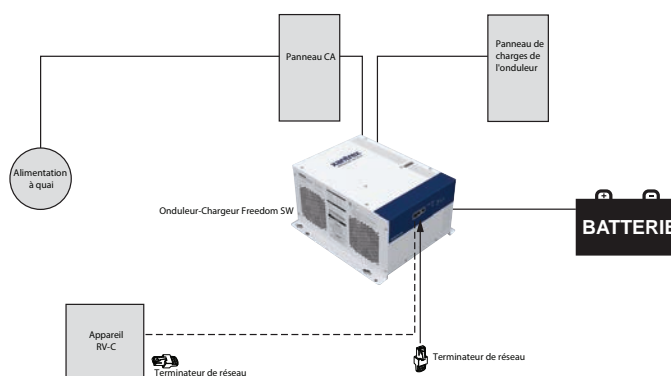 Panneau CA
Panneau de
charges de
l'onduleur
Alimentation
à quai
xantrex
Onduleur-Chargeur Freedom SW
BATTERIE
Appareil
RV-C
Terminateur de réseau
Terminateur de réseau